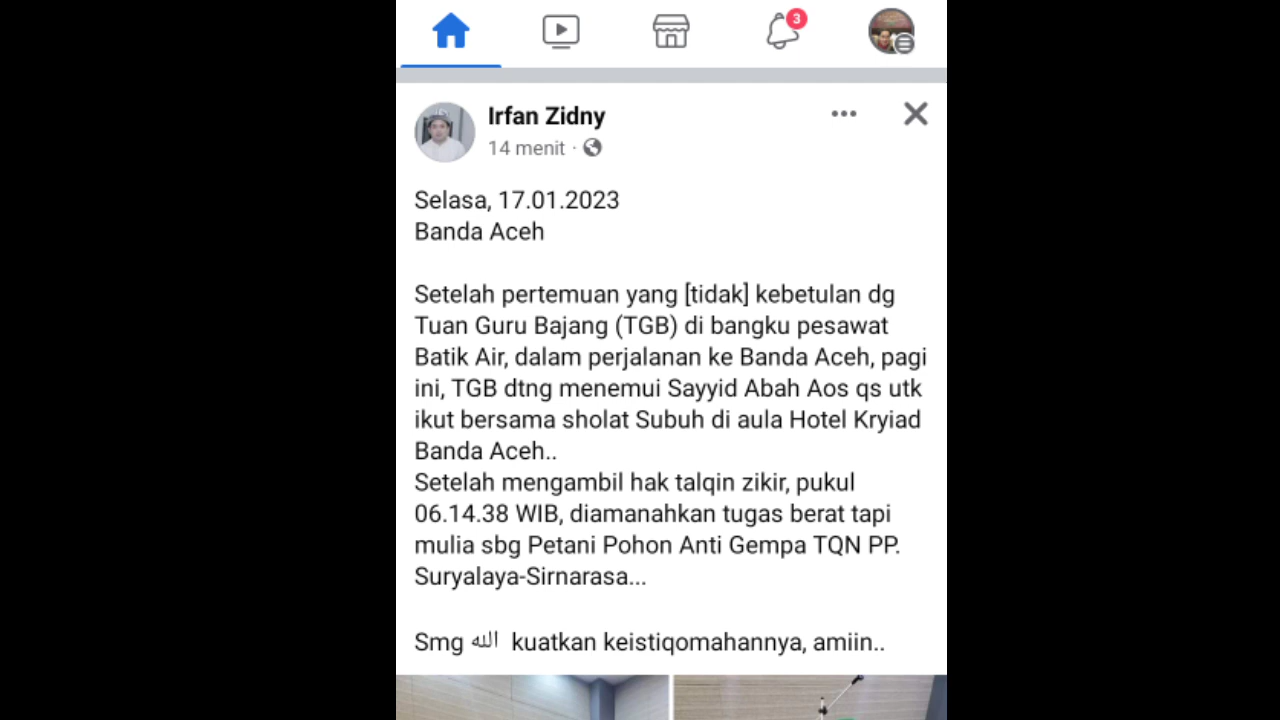 3
Irfan Zidny
14 menit ·
Selasa, 17.01.2023
Banda Aceh
Setelah pertemuan yang [tidak] kebetulan dg
Tuan Guru Bajang (TGB) di bangku pesawat
Batik Air, dalam perjalanan ke Banda Aceh, pagi
ini, TGB dtng menemui Sayyid Abah Aos qs utk
ikut bersama sholat Subuh di aula Hotel Kryiad
Banda Aceh..
Setelah mengambil hak talqin zikir, pukul
06.14.38 WIB, diamanahkan tugas berat tapi
mulia sbg Petani Pohon Anti Gempa TQN PP.
Suryalaya-Sirnarasa...
Smg الله kuatkan keistiqomahannya, amiin..